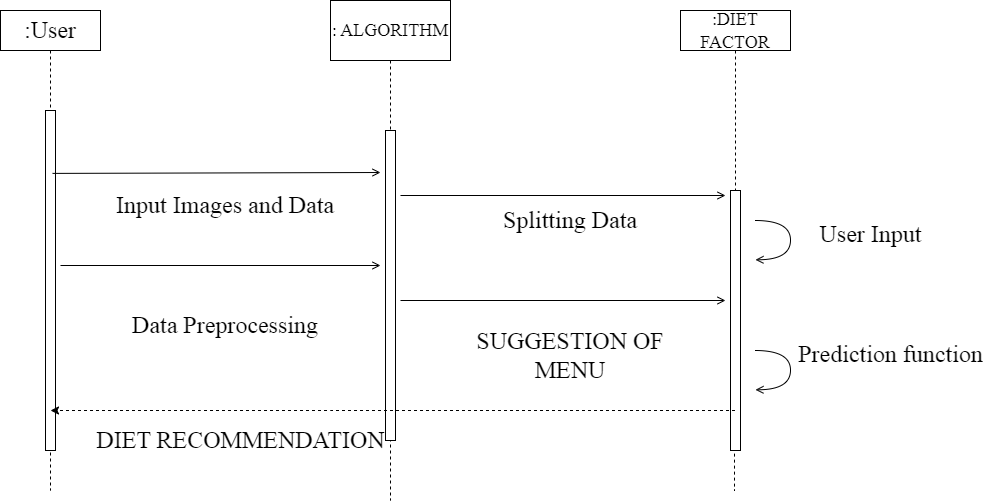 :User
: ALGORITHM
:DIET
FACTOR
Input Images and Data
Splitting Data
User Input
Data Preprocessing
SUGGESTION OF
MENU
Prediction function
DIET RECOMMENDATION